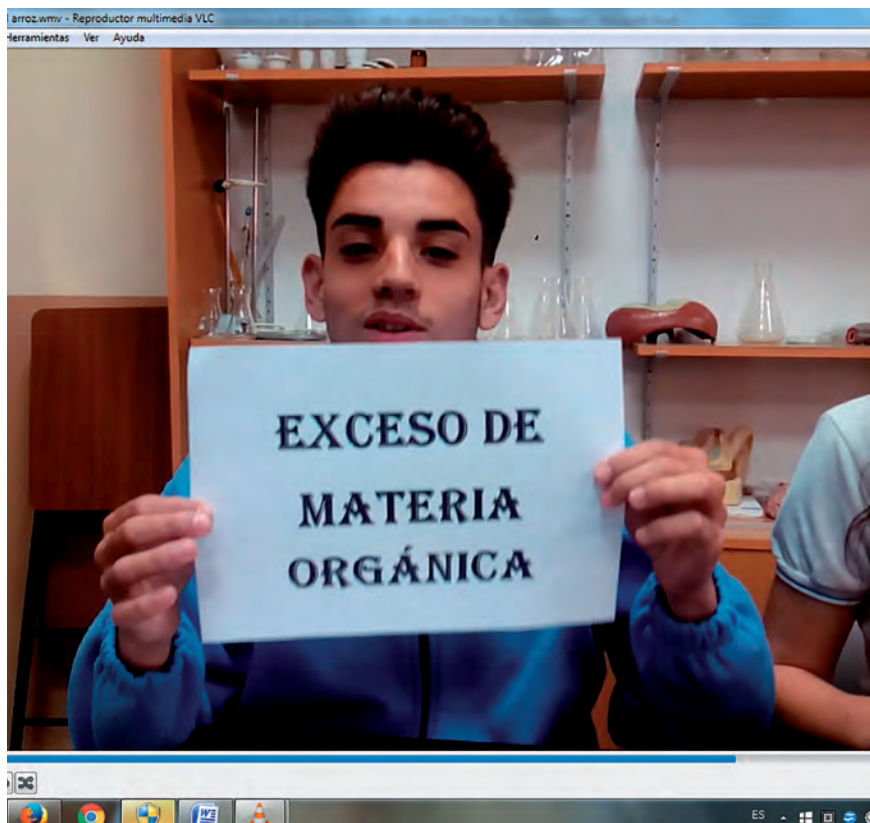 arroz.wmv - Reproductor multimedia VLC
Herramientas Ver Ayuda
EXCESO DE
MATERIA
ORGÁNICA
ES